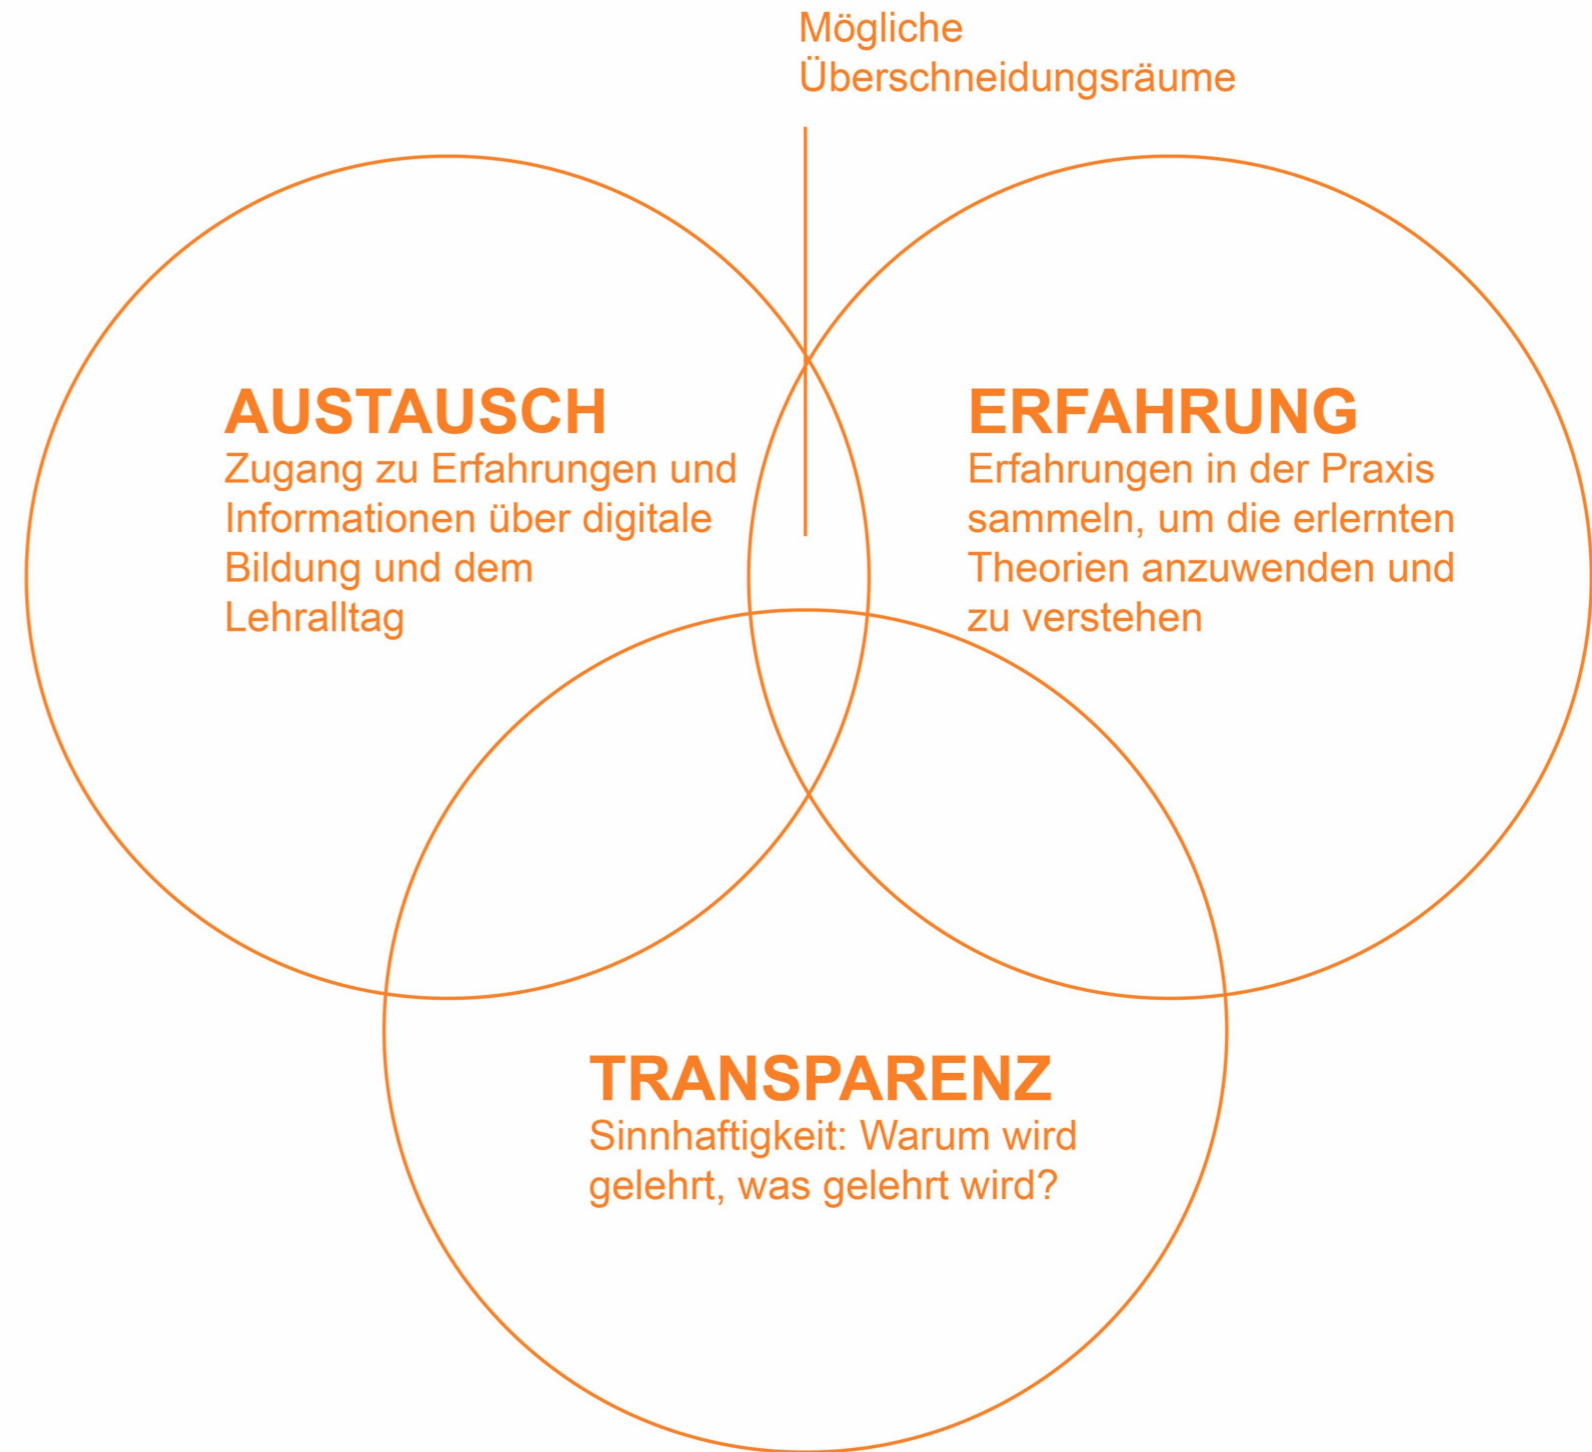 Mögliche
Überschneidungsräume
AUSTAUSCH
Zugang zu Erfahrungen und
Informationen über digitale
Bildung und dem
Lehralltag
ERFAHRUNG
Erfahrungen in der Praxis
sammeln, um die erlernten
Theorien anzuwenden und
zu verstehen
TRANSPARENZ
Sinnhaftigkeit: Warum wird
gelehrt, was gelehrt wird?